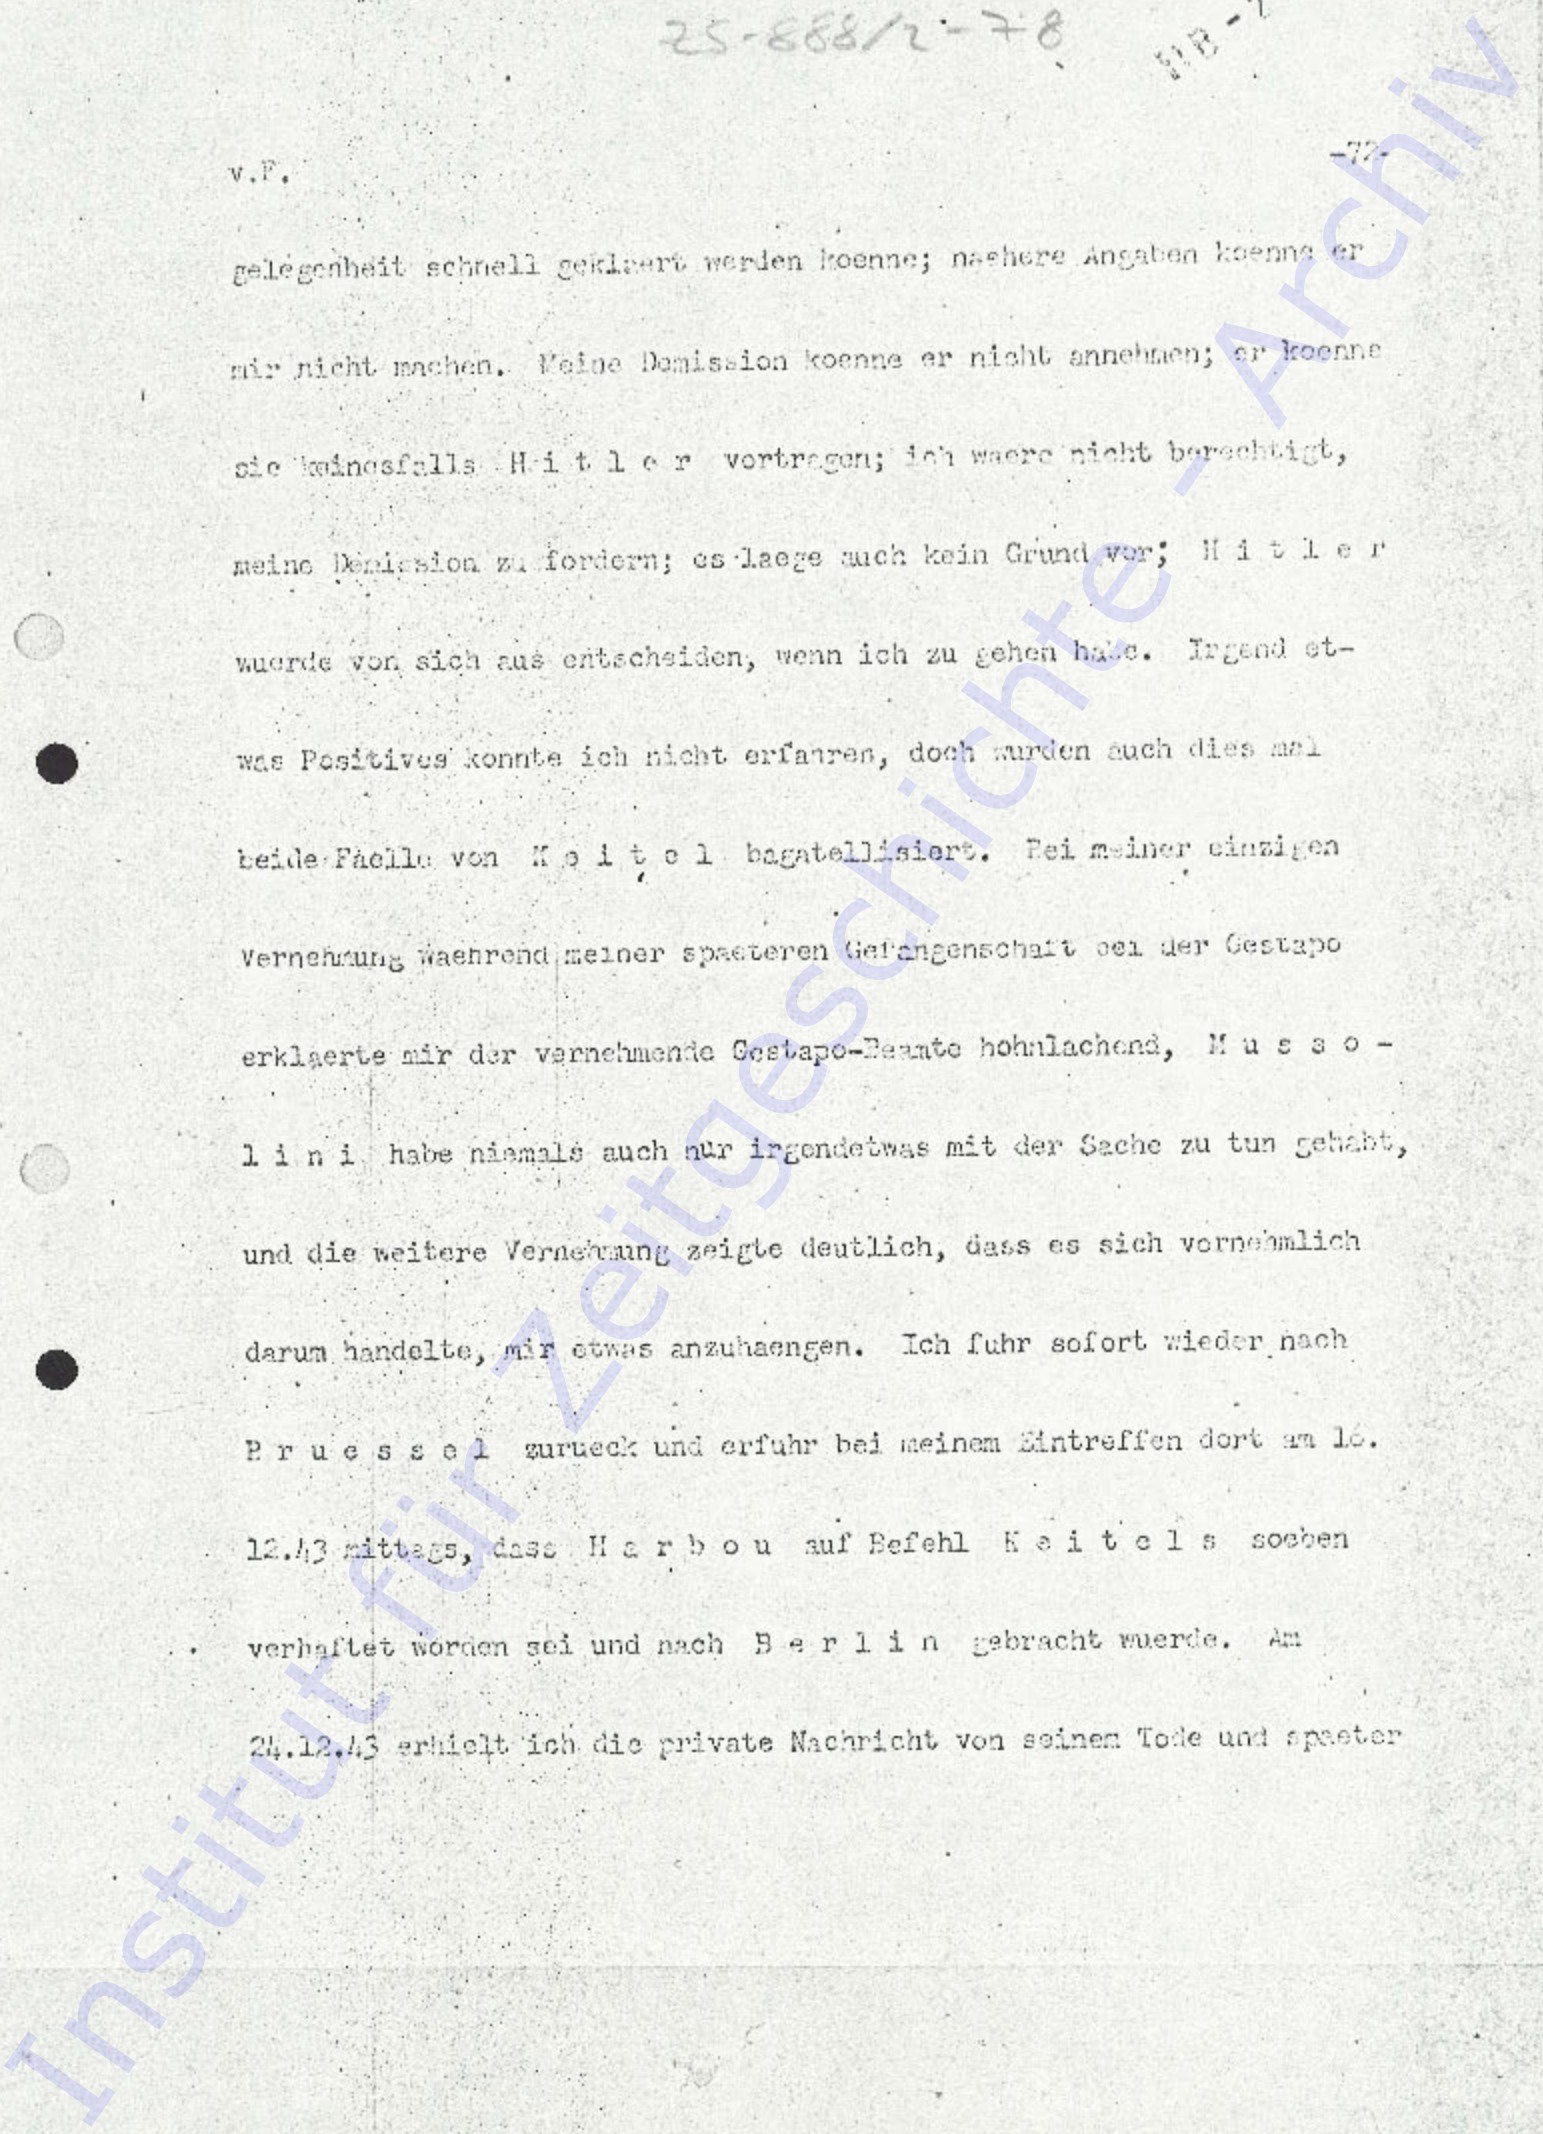 ZS-888/2-78
v.F.
-72-
gelegenheit schnell geklaert werden koenne; naehere Angaben koenne er
mir nicht machen. Meine Demission koenne er nicht annehmen; er koenne
sie keinesfalls H i t l e r vortragen; ich waere nicht berechtigt,
meine Demission zu fordern; es laege auch kein Grund vor; H i t l e r
wuerde von sich aus entscheiden, wenn ich zu gehen habe. Irgend et-
was Positives konnte ich nicht erfahren, doch wurden auch dies mal
beide Faelle von K e i t e l bagatellisiert. Bei meiner einzigen
Vernehmung waehrend meiner spaeteren Gefangenschaft bei der Gestapo
erklaerte mir der vernehmende Gestapo-Beamte hohnlachend, M u s s o -
l i n i habe niemals auch nur irgendetwas mit der Sache zu tun gehabt,
und die weitere Vernehmung zeigte deutlich, dass es sich vornehmlich
darum handelte, mir etwas anzuhaengen. Ich fuhr sofort wieder nach
B r u e s s e l zurueck und erfuhr bei meinem Eintreffen dort am 16.
12.43 mittags, dass H a r b o u auf Befehl K e i t e l s soeben
verhaftet worden sei und nach B e r l i n gebracht wuerde. Am
24.12.43 erhielt ich die private Nachricht von seinem Tode und spaeter
Institut für Zeitgeschichte - Archiv